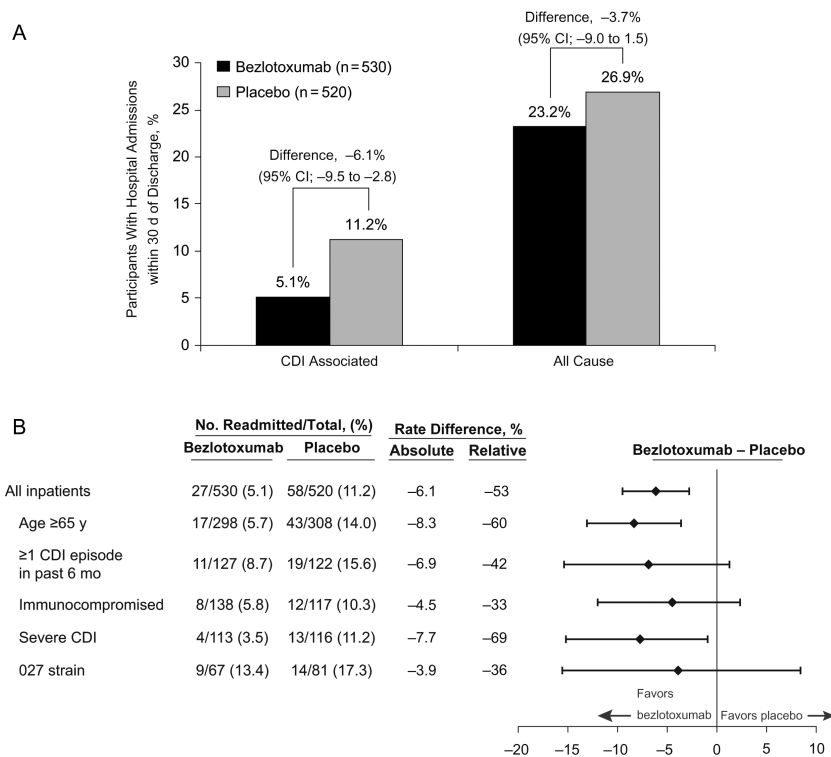 A
Difference, –3.7%
(95% CI; –9.0 to 1.5)
Participants With Hospital Admissions
within 30 d of Discharge, %
30
25
20
15
10
5
0
Bezlotoxumab (n=530)
Placebo (n=520)
23.2%
26.9%
Difference, –6.1%
(95% CI; –9.5 to –2.8)
5.1%
11.2%
CDI Associated
All Cause
B
No. Readmitted/Total, (%)
Rate Difference, %
Bezlotoxumab Placebo Absolute Relative Bezlotoxumab – Placebo
All inpatients 27/530 (5.1) 58/520 (11.2) –6.1 –53
Age ≥65 y 17/298 (5.7) 43/308 (14.0) –8.3 –60
≥1 CDI episode
in past 6 mo 11/127 (8.7) 19/122 (15.6) –6.9 –42
Immunocompromised 8/138 (5.8) 12/117 (10.3) –4.5 –33
Severe CDI 4/113 (3.5) 13/116 (11.2) –7.7 –69
027 strain 9/67 (13.4) 14/81 (17.3) –3.9 –36
Favors
bezlotoxumab Favors placebo
–20 –15 –10 –5 0 5 10